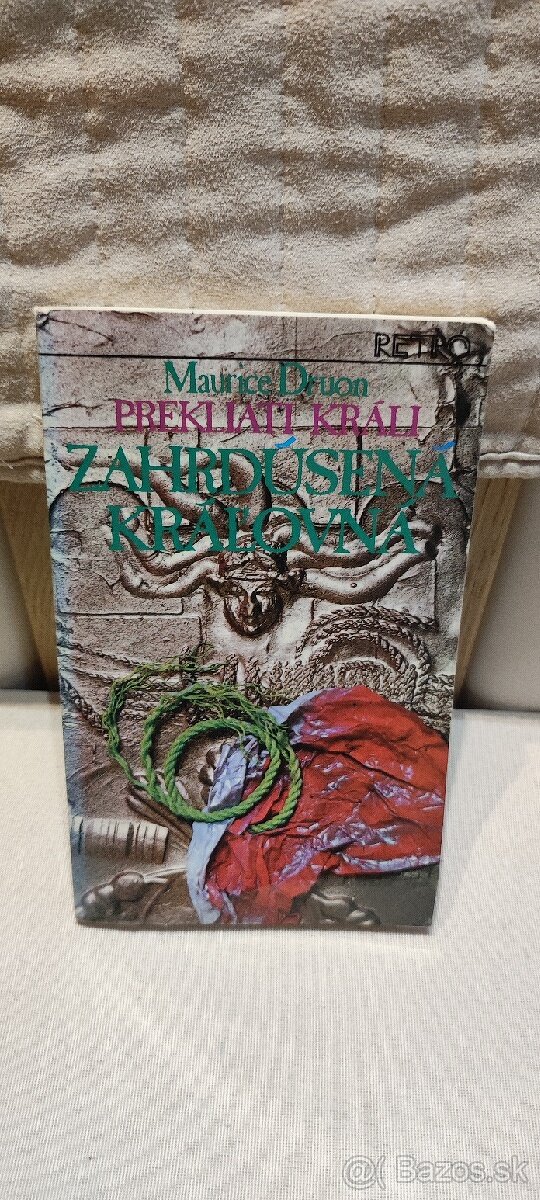 RETRO
Maurice Druon
PREKLIATI KRÁLI
ZAHRDÚSENÁ
KRÁĽOVNÁ
@ Bazos.sk